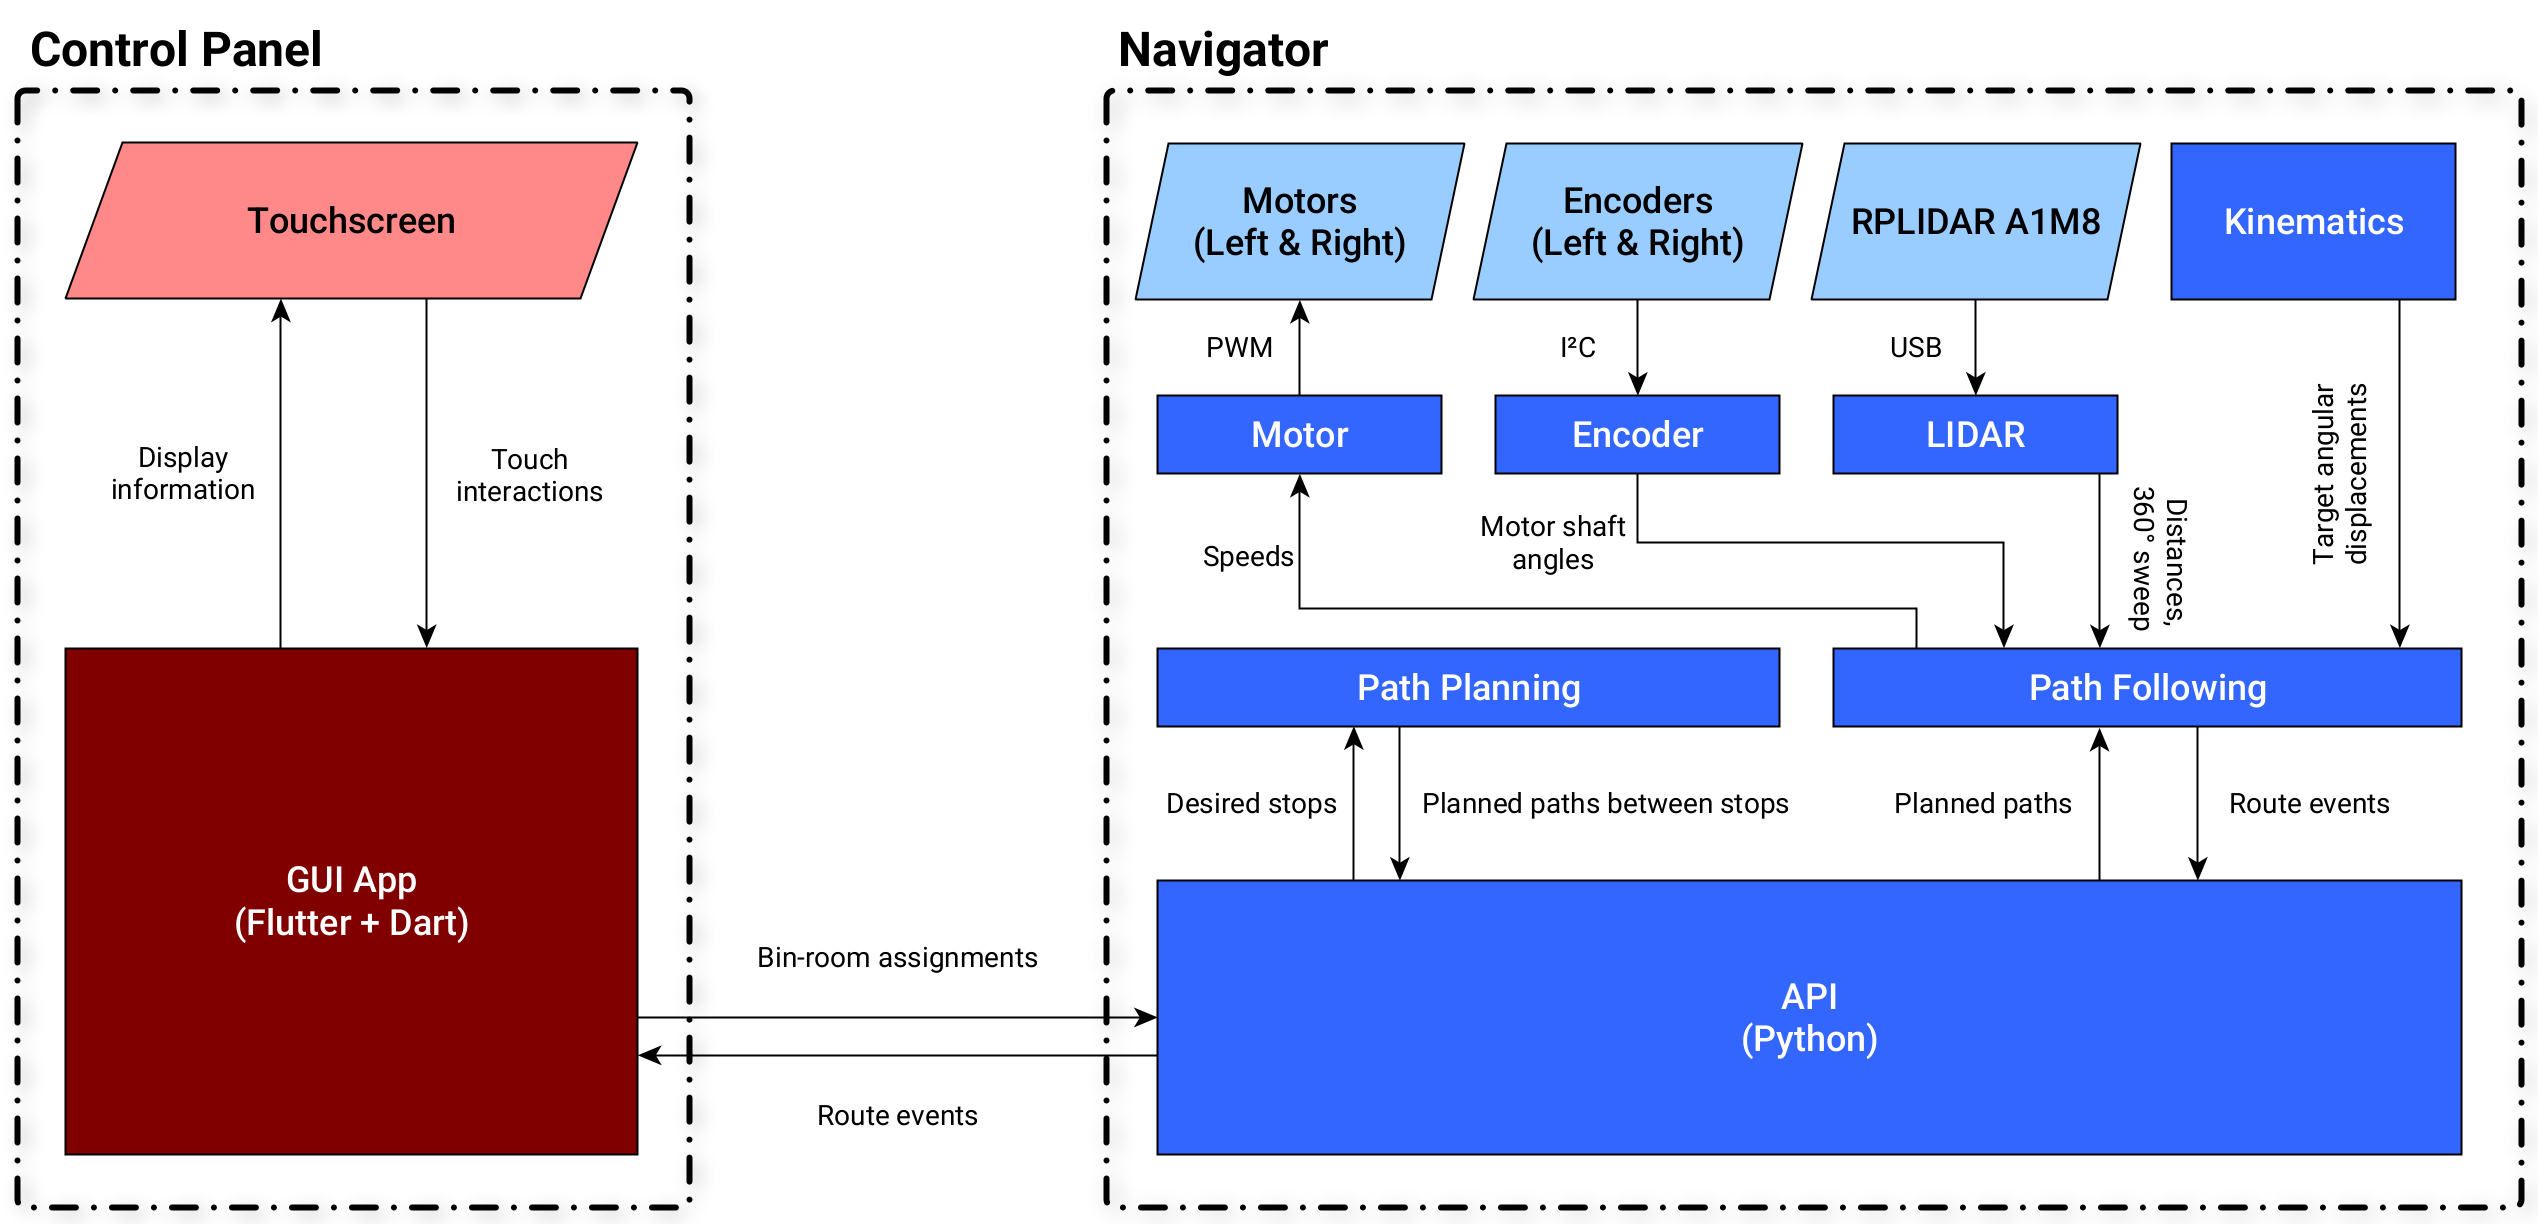 Control Panel
Touchscreen
Display
information
Touch
interactions
GUI App
(Flutter + Dart)
Bin-room assignments
Route events
Navigator
Motors
(Left & Right)
Encoders
(Left & Right)
RPLIDAR A1M8
Kinematics
PWM
I²C
USB
Motor
Encoder
LIDAR
Target angular
displacements
Speeds
Motor shaft
angles
Distances,
360° sweep
Path Planning
Path Following
Desired stops
Planned paths between stops
Planned paths
Route events
API
(Python)